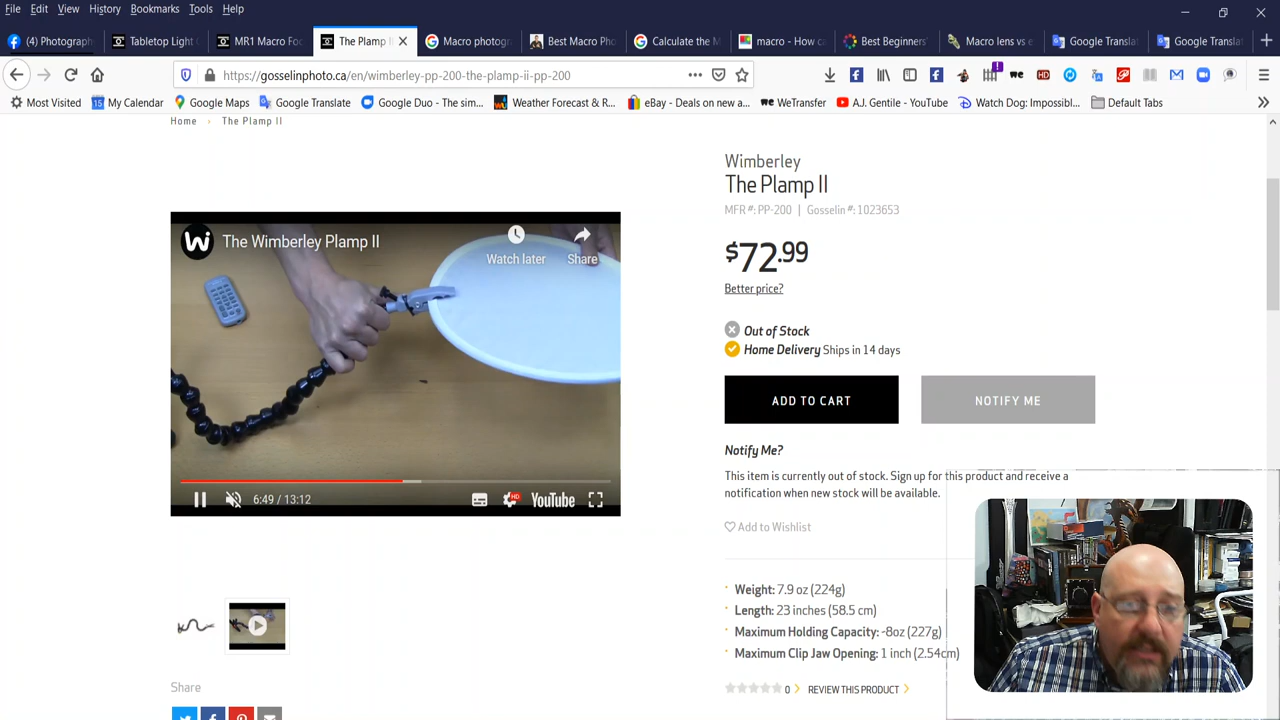 File Edit View History Bookmarks Tools Help
(4) Photograph
Tabletop Light
MR1 Macro Foc
The Plamp II
Macro photogr
Best Macro Pho
Calculate the M
macro - How ca
Best Beginners'
Macro lens vs e
Google Transla
Google Translat
https://gosselinphoto.ca/en/wimberley-pp-200-the-plamp-ii-pp-200
Most Visited
15 My Calendar
Google Maps
Google Translate
Google Duo - The sim...
Weather Forecast & R...
eBay - Deals on new a...
we WeTransfer
A.J. Gentile - YouTube
Watch Dog: Impossibl...
Default Tabs
Home › The Plamp II
Wimberley
The Plamp II
MFR #: PP-200 | Gosselin #: 1023653
$72.99
Better price?
Out of Stock
Home Delivery Ships in 14 days
ADD TO CART
NOTIFY ME
Notify Me?
This item is currently out of stock. Sign up for this product and receive a
notification when new stock will be available.
Add to Wishlist
Weight: 7.9 oz (224g)
Length: 23 inches (58.5 cm)
Maximum Holding Capacity: -8oz (227g)
Maximum Clip Jaw Opening: 1 inch (2.54cm)
0 REVIEW THIS PRODUCT
The Wimberley Plamp II
Watch later
Share
6:49 / 13:12
HD
YouTube
Share